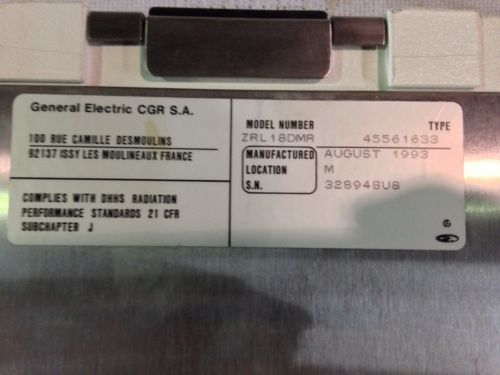 General Electric CGR S.A.
100 RUE CAMILLE DESMOULINS
92137 ISSY LES MOULINEAUX FRANCE
COMPLIES WITH DHHS RADIATION
PERFORMANCE STANDARDS 21 CFR
SUBCHAPTER J
MODEL NUMBER TYPE
ZRL18DMR 45561633
MANUFACTURED AUGUST 1993
LOCATION M
S.N. 32894BU8